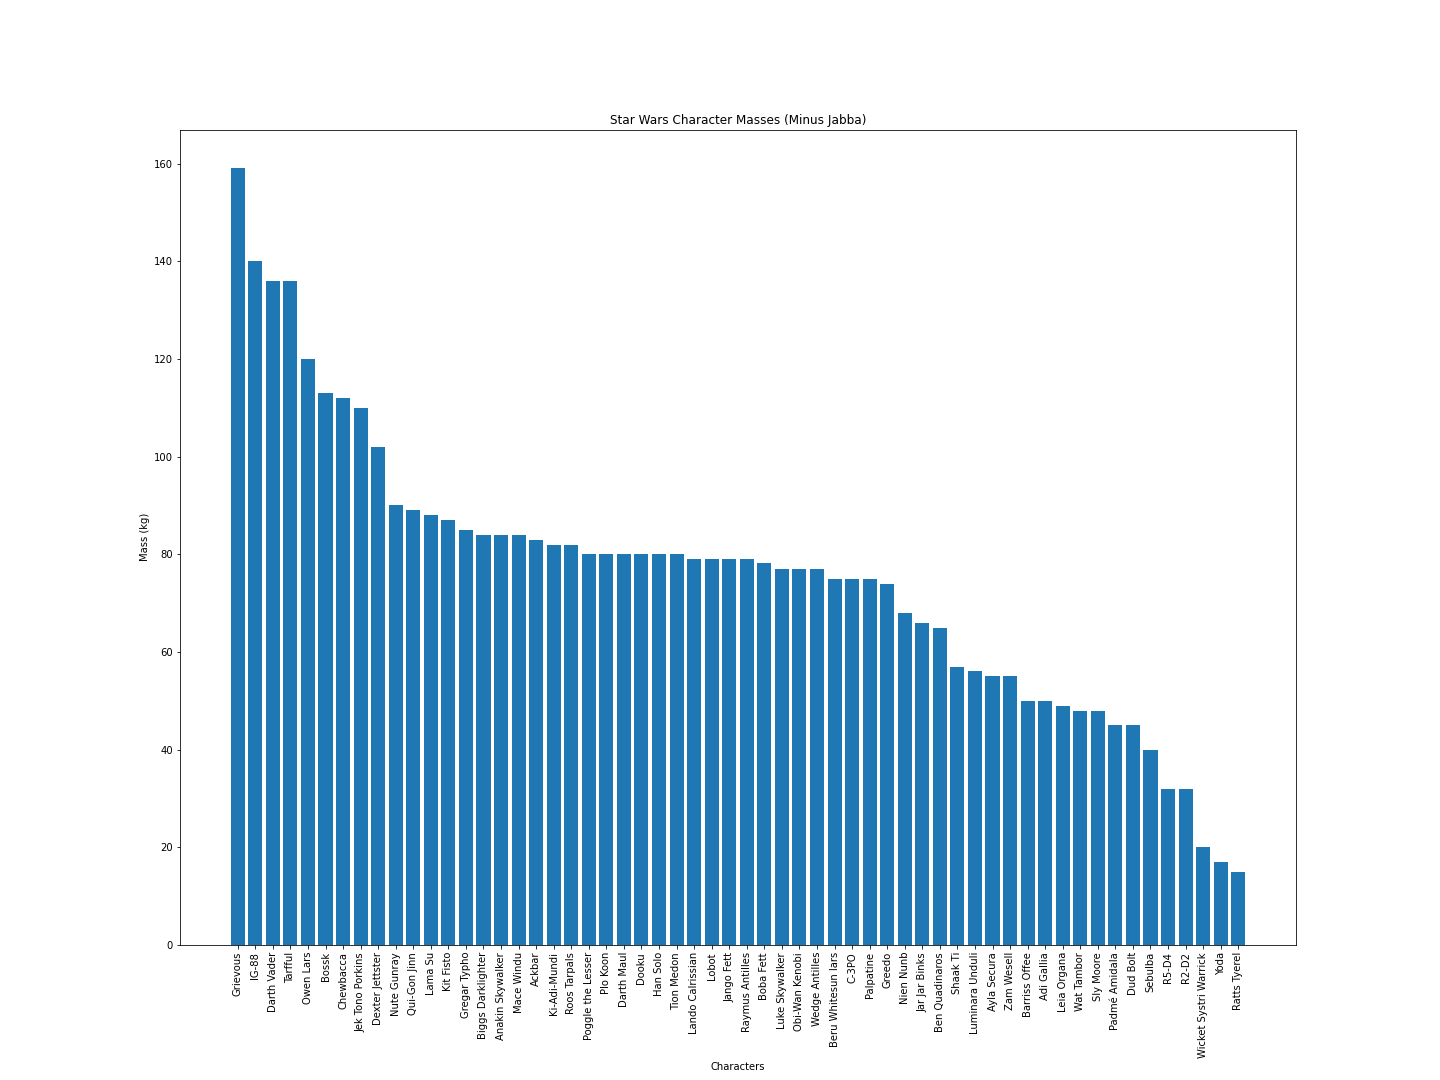 Star Wars Character Masses (Minus Jabba)
160
140
120
100
80
60
40
20
0
Mass (kg)
Grievous
IG-88
Darth Vader
Tarfful
Owen Lars
Bossk
Chewbacca
Jek Tono Porkins
Dexter Jettster
Nute Gunray
Qui-Gon Jinn
Lama Su
Kit Fisto
Gregar Typho
Biggs Darklighter
Anakin Skywalker
Mace Windu
Ackbar
Ki-Adi-Mundi
Roos Tarpals
Poggle the Lesser
Plo Koon
Darth Maul
Dooku
Han Solo
Tion Medon
Lando Calrissian
Lobot
Jango Fett
Raymus Antilles
Boba Fett
Luke Skywalker
Obi-Wan Kenobi
Wedge Antilles
Beru Whitesun lars
C-3PO
Palpatine
Greedo
Nien Nunb
Jar Jar Binks
Ben Quadinaros
Shaak Ti
Luminara Unduli
Ayla Secura
Zam Wesell
Barriss Offee
Adi Gallia
Leia Organa
Wat Tambor
Sly Moore
Padmé Amidala
Dud Bolt
Sebulba
R5-D4
R2-D2
Wicket Systri Warrick
Yoda
Ratts Tyerel
Characters